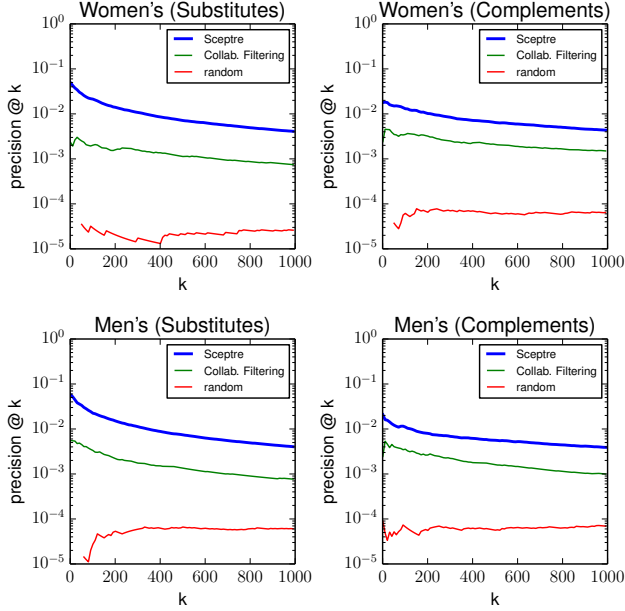 Women's (Substitutes)
10^0
10^-1
10^-2
10^-3
10^-4
10^-5
precision @ k
Sceptre
Collab. Filtering
random
0 200 400 600 800 1000
k
Women's (Complements)
10^0
10^-1
10^-2
10^-3
10^-4
10^-5
precision @ k
Sceptre
Collab. Filtering
random
0 200 400 600 800 1000
k
Men's (Substitutes)
10^0
10^-1
10^-2
10^-3
10^-4
10^-5
precision @ k
Sceptre
Collab. Filtering
random
0 200 400 600 800 1000
k
Men's (Complements)
10^0
10^-1
10^-2
10^-3
10^-4
10^-5
precision @ k
Sceptre
Collab. Filtering
random
0 200 400 600 800 1000
k